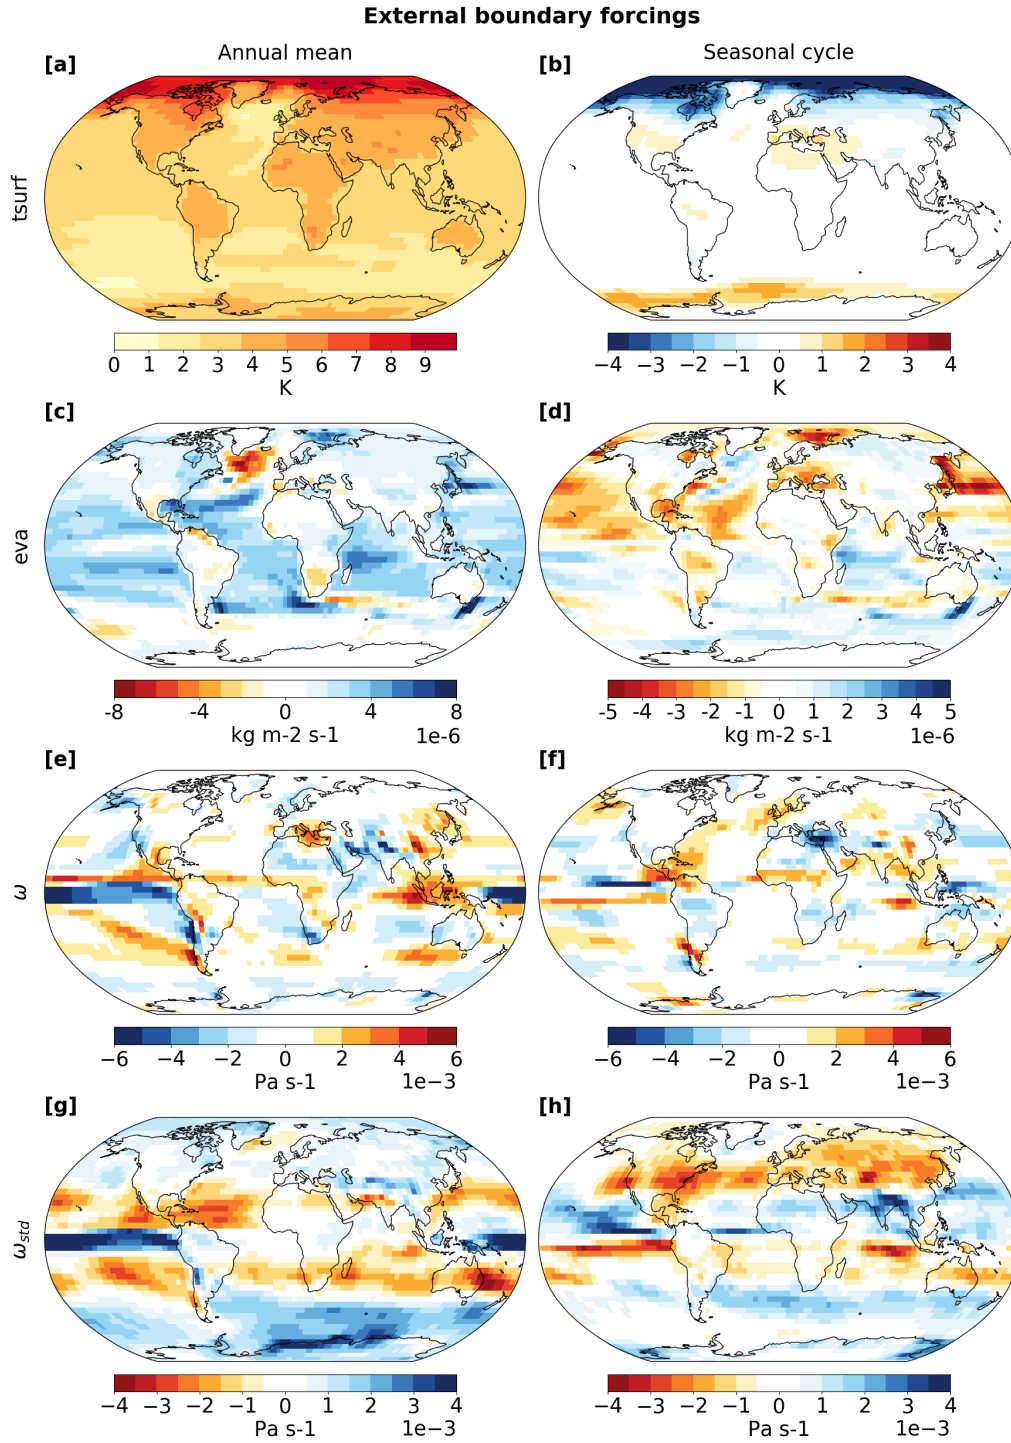 External boundary forcings
Annual mean
Seasonal cycle
[a]
[b]
tsurf
0 1 2 3 4 5 6 7 8 9
K
−4 −3 −2 −1 0 1 2 3 4
K
[c]
[d]
eva
-8 -4 0 4 8
kg m-2 s-1 1e-6
-5 -4 -3 -2 -1 0 1 2 3 4 5
kg m-2 s-1 1e-6
[e]
[f]
ω
−6 −4 −2 0 2 4 6
Pa s-1 1e−3
−6 −4 −2 0 2 4 6
Pa s-1 1e−3
[g]
[h]
ωstd
−4 −3 −2 −1 0 1 2 3 4
Pa s-1 1e−3
−4 −3 −2 −1 0 1 2 3 4
Pa s-1 1e−3